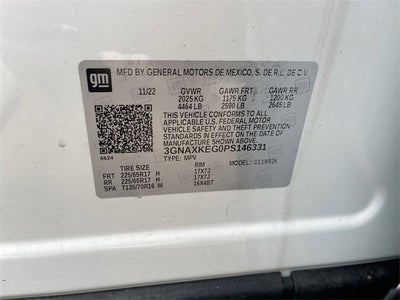 gm
MFD BY GENERAL MOTORS DE MEXICO, S. DE R.L. DE C.V.
11/22 GVWR GAWR FRT GAWR RR
2025 KG 1175 KG 1200 KG
4464 LB 2590 LB 2645 LB
THIS VEHICLE CONFORMS TO ALL
APPLICABLE U.S. FEDERAL MOTOR
VEHICLE SAFETY
THEFT PREVENTION STANDARDS IN EFFECT ON THE
DATE OF MANUFACTURE SHOWN ABOVE.
3GNAXKEG0PS146331
8624 TYPE: MPV 011XR26
TIRE SIZE RIM
FRT 225/65R17 H 17X7J
RR 225/65R17 H 17X7J
SPA T135/70R16 M 16X4BT